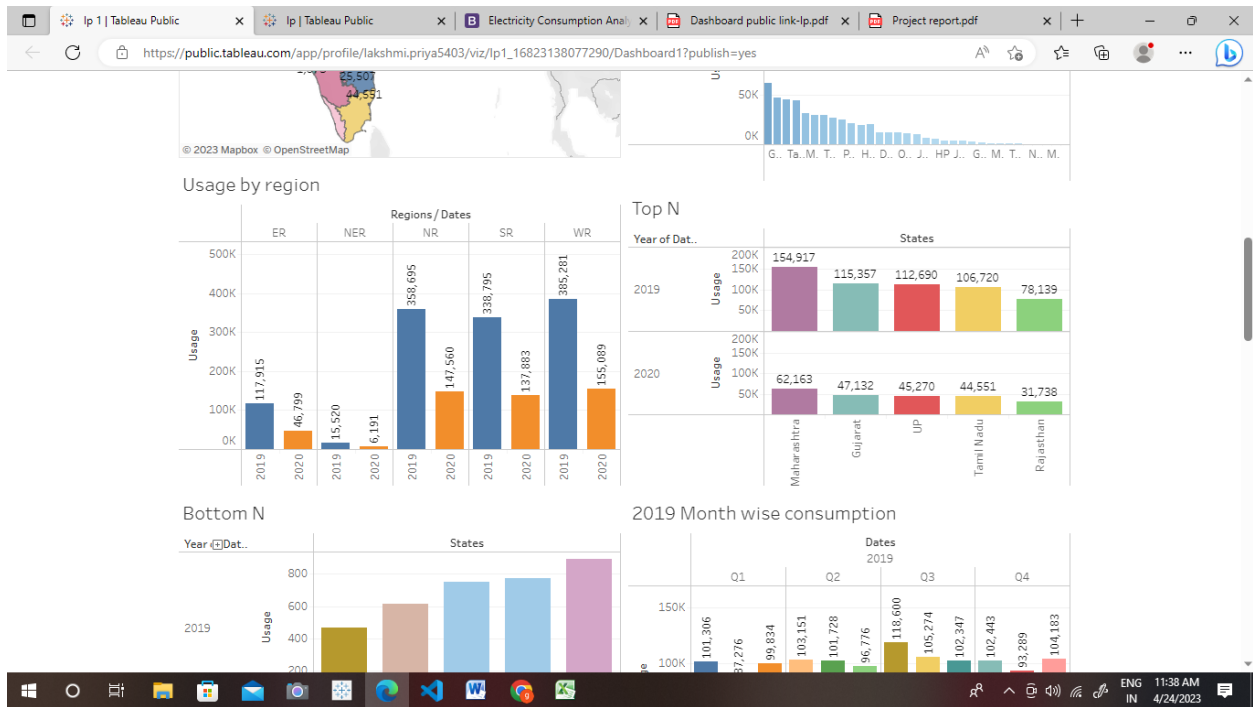 lp 1 | Tableau Public
lp | Tableau Public
Electricity Consumption Anal
Dashboard public link-lp.pdf
Project report.pdf
https://public.tableau.com/app/profile/lakshmi.priya5403/viz/lp1_16823138077290/Dashboard1?publish=yes
25,507
44,551
© 2023 Mapbox © OpenStreetMap
50K
0K
G.. Ta.. M. T.. P.. H.. D.. O.. J.. HP J.. G.. M. T.. N.. M.
Usage by region
Regions / Dates
ER NER NR SR WR
Usage
500K
400K
300K
200K
100K
0K
117,915
46,799
15,520
6,191
358,695
147,560
338,795
137,883
385,281
155,089
2019 2020 2019 2020 2019 2020 2019 2020 2019 2020
Top N
Year of Dat..
States
2019
Usage
200K
150K
100K
50K
154,917
115,357
112,690
106,720
78,139
2020
Usage
200K
150K
100K
50K
62,163
47,132
45,270
44,551
31,738
Maharashtra
Gujarat
UP
Tamil Nadu
Rajasthan
Bottom N
Year Dat..
States
2019
Usage
800
600
400
200
2019 Month wise consumption
Dates
2019
Q1 Q2 Q3 Q4
150K
100K
101,306
99,834
103,151
101,728
96,776
118,600
105,274
102,347
102,443
93,289
104,183
ENG
IN
11:38 AM
4/24/2023